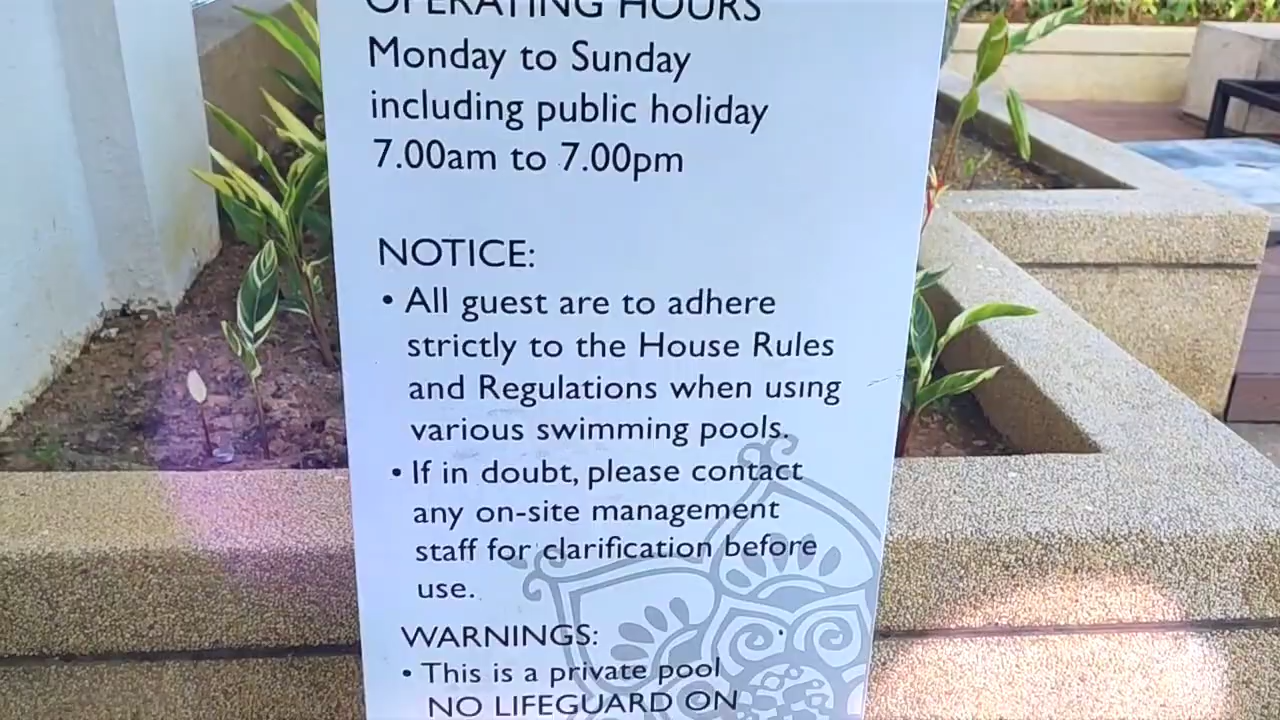 OPERATING HOURS
Monday to Sunday
including public holiday
7.00am to 7.00pm
NOTICE:
• All guest are to adhere
strictly to the House Rules
and Regulations when using
various swimming pools.
• If in doubt, please contact
any on-site management
staff for clarification before
use.
WARNINGS:
• This is a private pool
NO LIFEGUARD ON